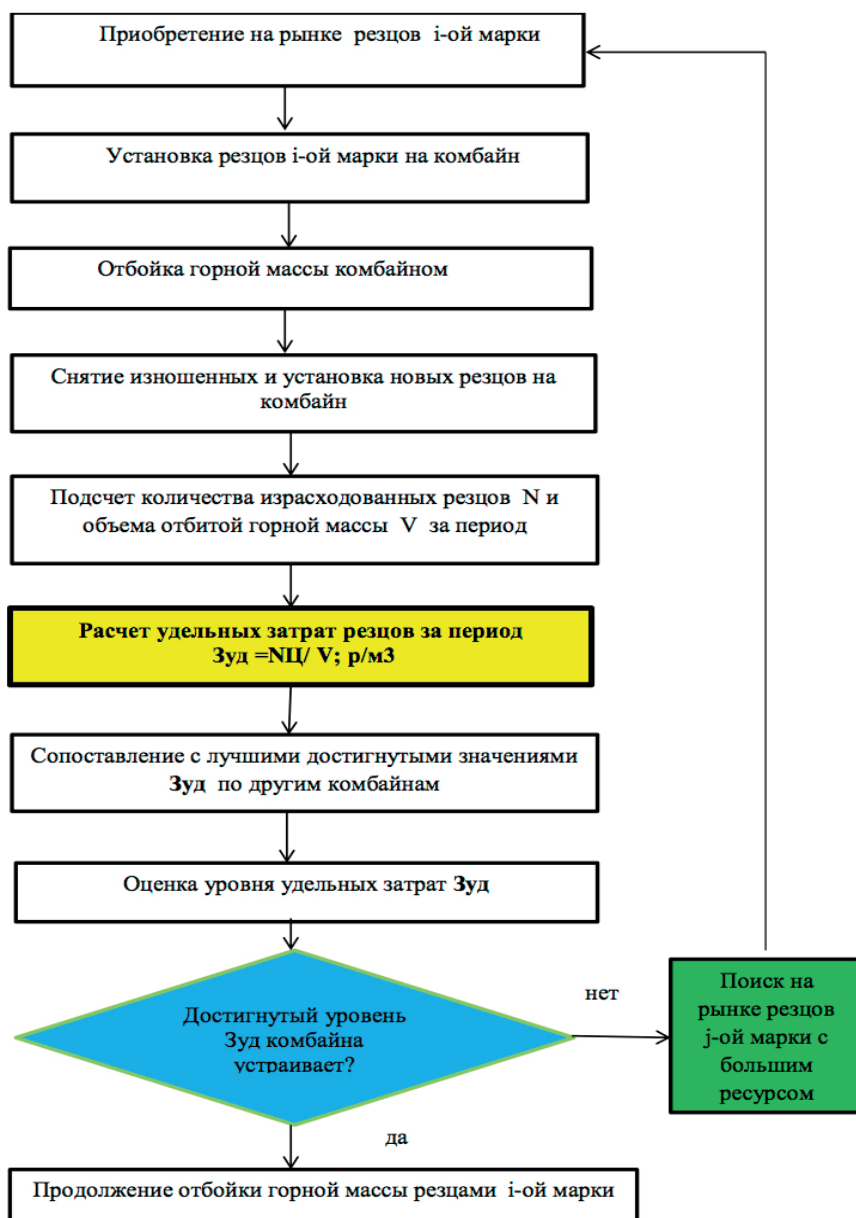 Приобретение на рынке резцов i-ой марки
Установка резцов i-ой марки на комбайн
Отбойка горной массы комбайном
Снятие изношенных и установка новых резцов на
комбайн
Подсчет количества израсходованных резцов N и
объема отбитой горной массы V за период
Расчет удельных затрат резцов за период
Зуд =NЦ/ V; р/м3
Сопоставление с лучшими достигнутыми значениями
Зуд по другим комбайнам
Оценка уровня удельных затрат Зуд
Достигнутый уровень
Зуд комбайна
устраивает?
нет
Поиск на
рынке резцов
j-ой марки с
большим
ресурсом
да
Продолжение отбойки горной массы резцами i-ой марки